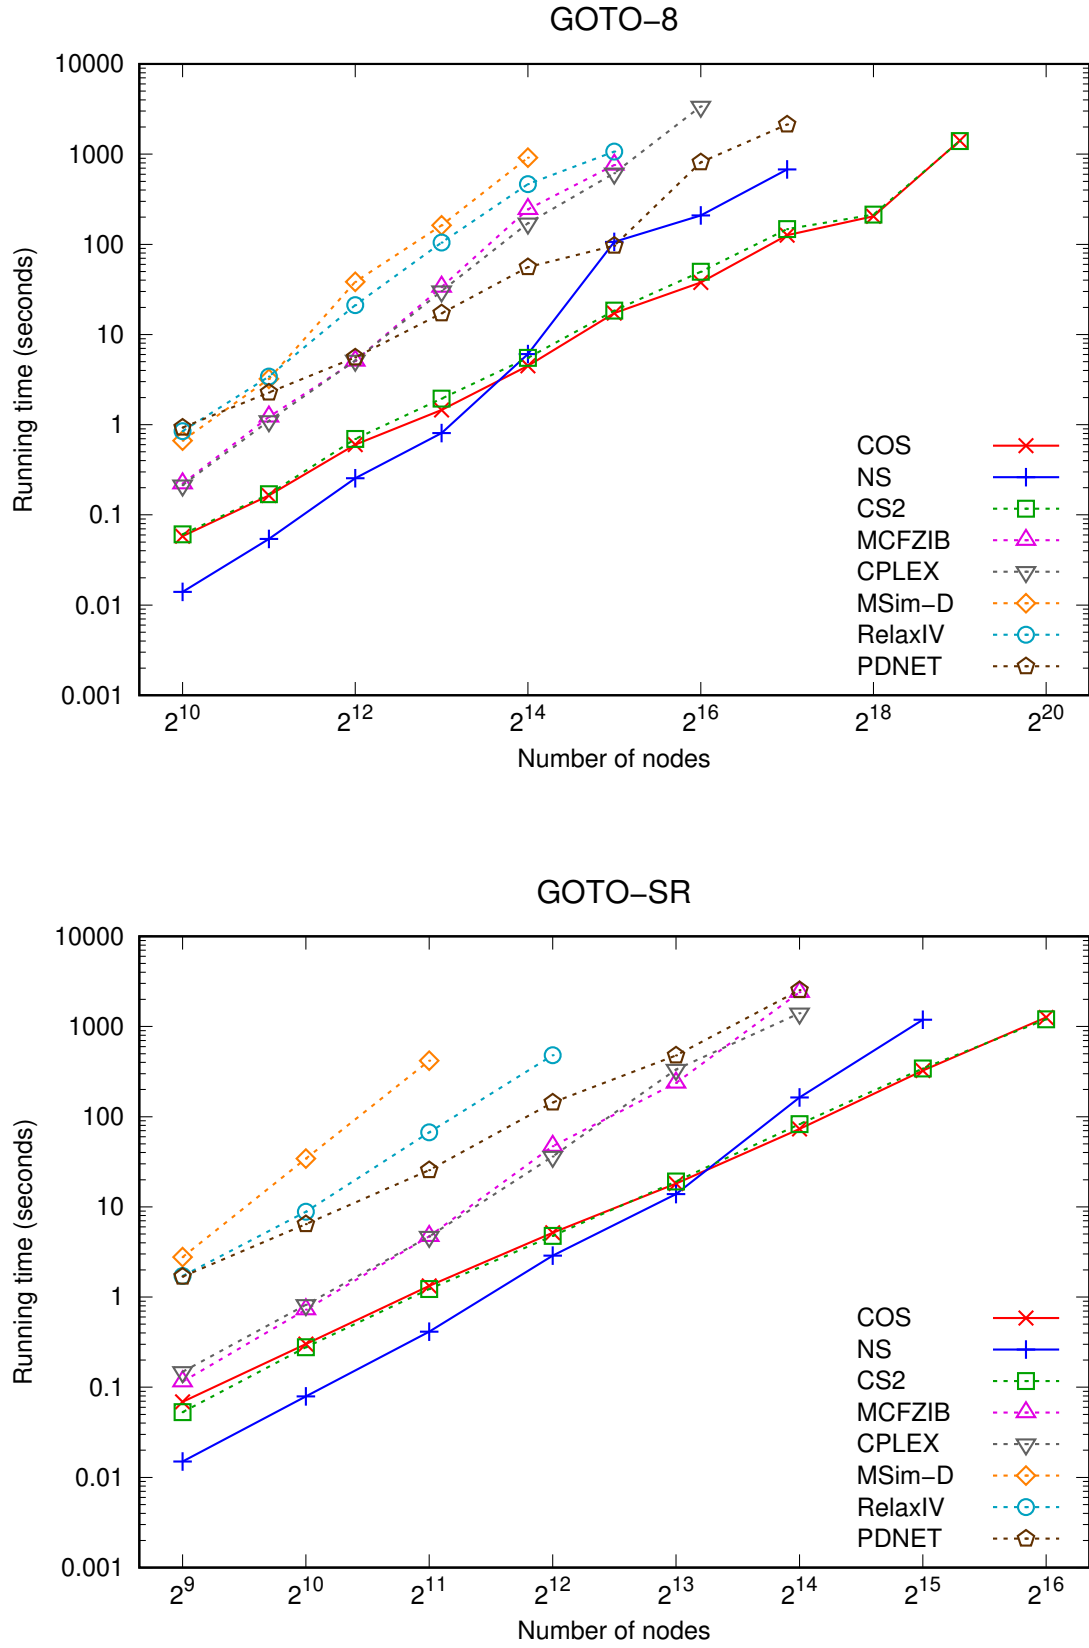 GOTO−8
10000
1000
100
10
1
0.1
0.01
0.001
Running time (seconds)
COS
NS
CS2
MCFZIB
CPLEX
MSim−D
RelaxIV
PDNET
2^10 2^12 2^14 2^16 2^18 2^20
Number of nodes
GOTO−SR
10000
1000
100
10
1
0.1
0.01
0.001
Running time (seconds)
COS
NS
CS2
MCFZIB
CPLEX
MSim−D
RelaxIV
PDNET
2^9 2^10 2^11 2^12 2^13 2^14 2^15 2^16
Number of nodes